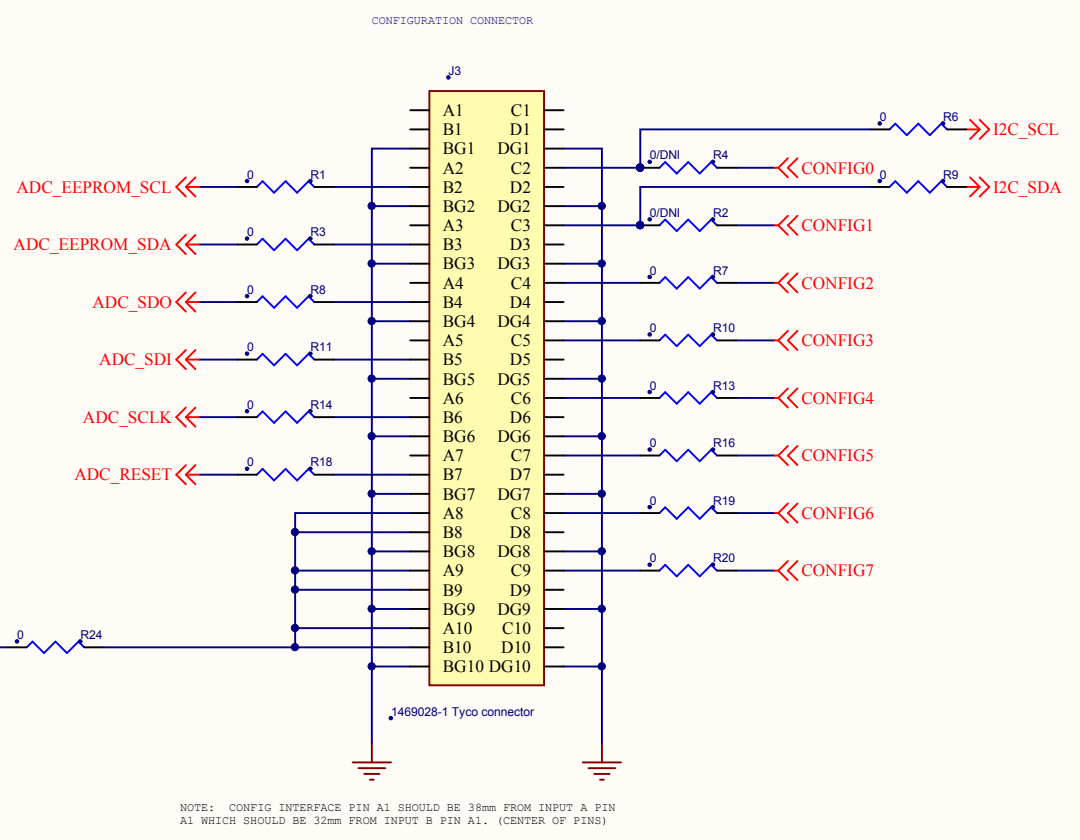 CONFIGURATION CONNECTOR
J3
A1 C1
B1 D1
0 R6 I2C_SCL
BG1 DG1
A2 C2 0/DNI R4 CONFIG0
ADC_EEPROM_SCL 0 R1 B2 D2 0 R9 I2C_SDA
BG2 DG2
A3 C3 0/DNI R2 CONFIG1
ADC_EEPROM_SDA 0 R3 B3 D3
BG3 DG3
A4 C4 0 R7 CONFIG2
ADC_SDO 0 R8 B4 D4
BG4 DG4
A5 C5 0 R10 CONFIG3
ADC_SDI 0 R11 B5 D5
BG5 DG5
A6 C6 0 R13 CONFIG4
ADC_SCLK 0 R14 B6 D6
BG6 DG6
A7 C7 0 R16 CONFIG5
ADC_RESET 0 R18 B7 D7
BG7 DG7
A8 C8 0 R19 CONFIG6
B8 D8
BG8 DG8
A9 C9 0 R20 CONFIG7
B9 D9
BG9 DG9
A10 C10
0 R24 B10 D10
BG10 DG10
1469028-1 Tyco connector
NOTE: CONFIG INTERFACE PIN A1 SHOULD BE 38mm FROM INPUT A PIN
A1 WHICH SHOULD BE 32mm FROM INPUT B PIN A1. (CENTER OF PINS)